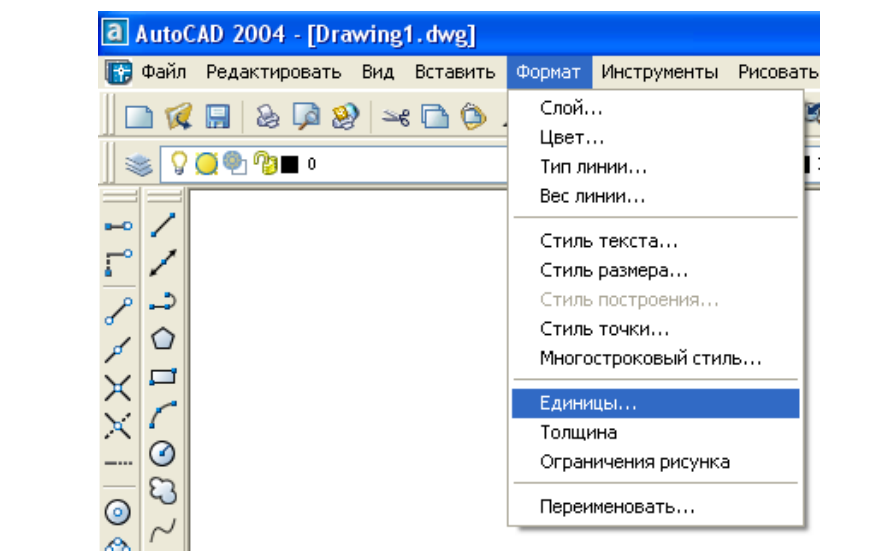 AutoCAD 2004 - [Drawing1.dwg]
Файл Редактировать Вид Вставить Формат Инструменты Рисовать
0
Слой...
Цвет...
Тип линии...
Вес линии...
Стиль текста...
Стиль размера...
Стиль построения...
Стиль точки...
Многостроковый стиль...
Единицы...
Толщина
Ограничения рисунка
Переименовать...